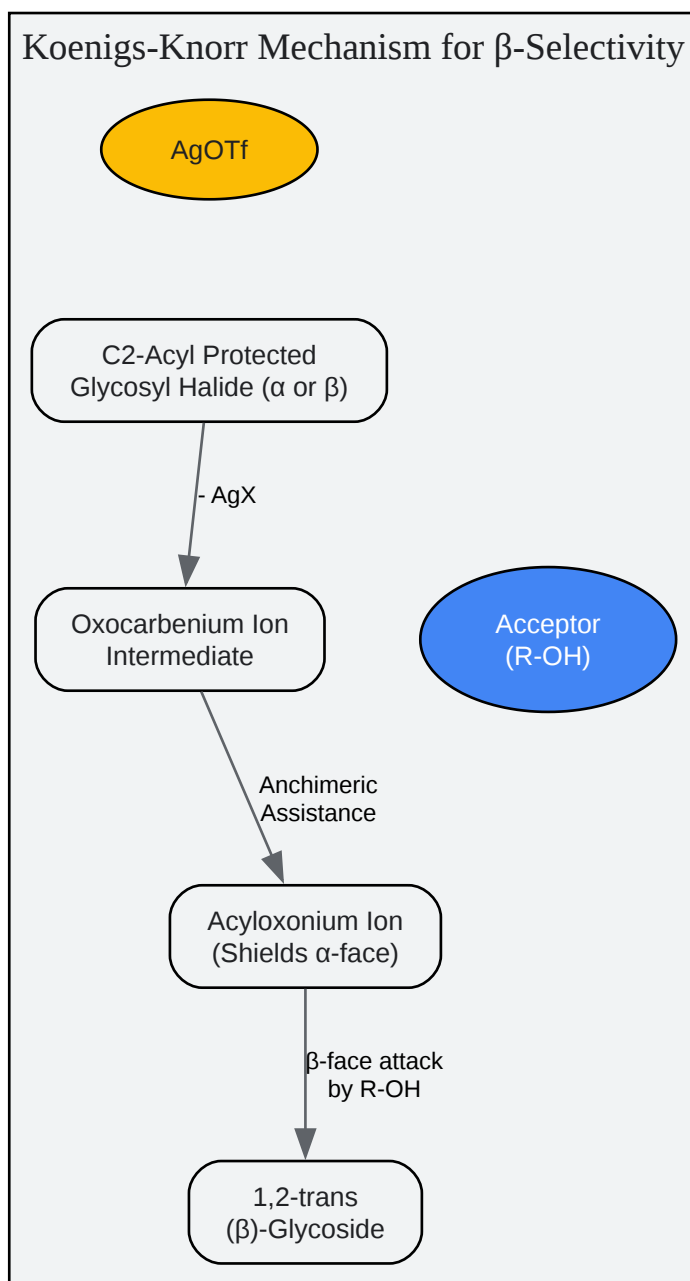 Koenigs-Knorr Mechanism for β-Selectivity
AgOTf
C2-Acyl Protected
Glycosyl Halide (α or β)
- AgX
Oxocarbenium Ion
Intermediate
Acceptor
(R-OH)
Anchimeric
Assistance
Acyloxonium Ion
(Shields α-face)
β-face attack
by R-OH
1,2-trans
(β)-Glycoside